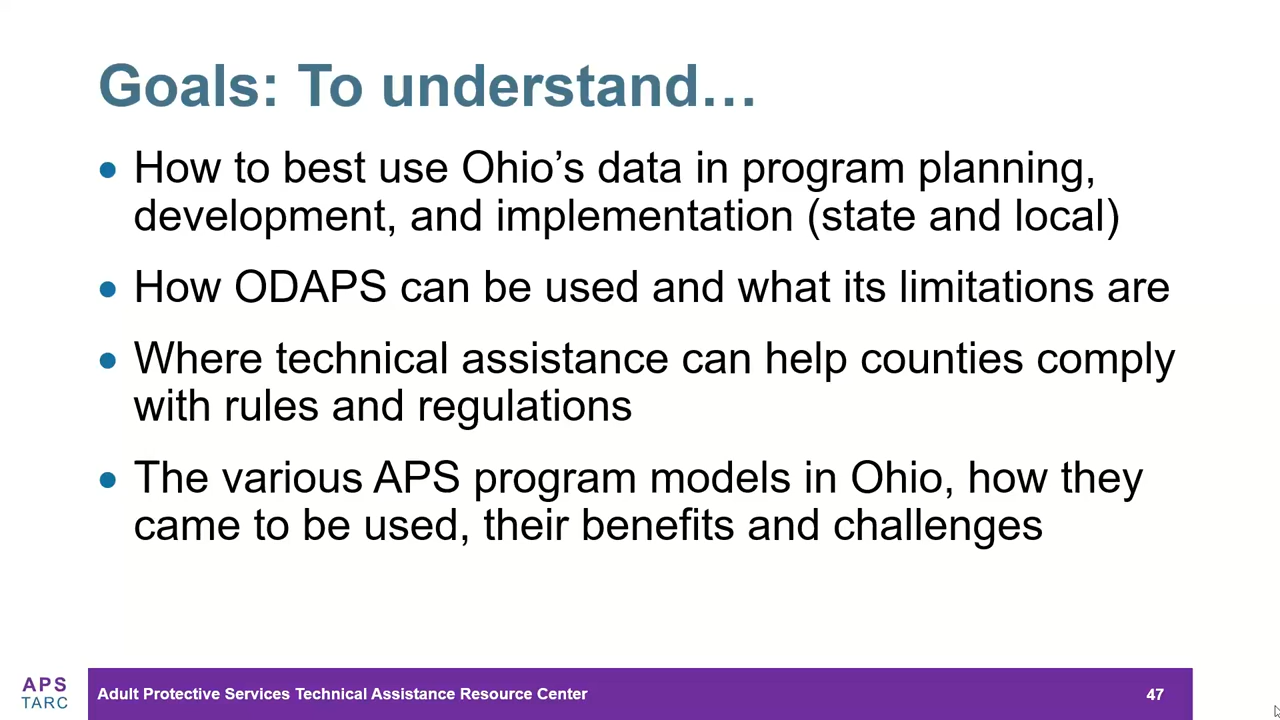 Goals: To understand…
• How to best use Ohio’s data in program planning,
development, and implementation (state and local)
• How ODAPS can be used and what its limitations are
• Where technical assistance can help counties comply
with rules and regulations
• The various APS program models in Ohio, how they
came to be used, their benefits and challenges
APS
TARC
Adult Protective Services Technical Assistance Resource Center
47